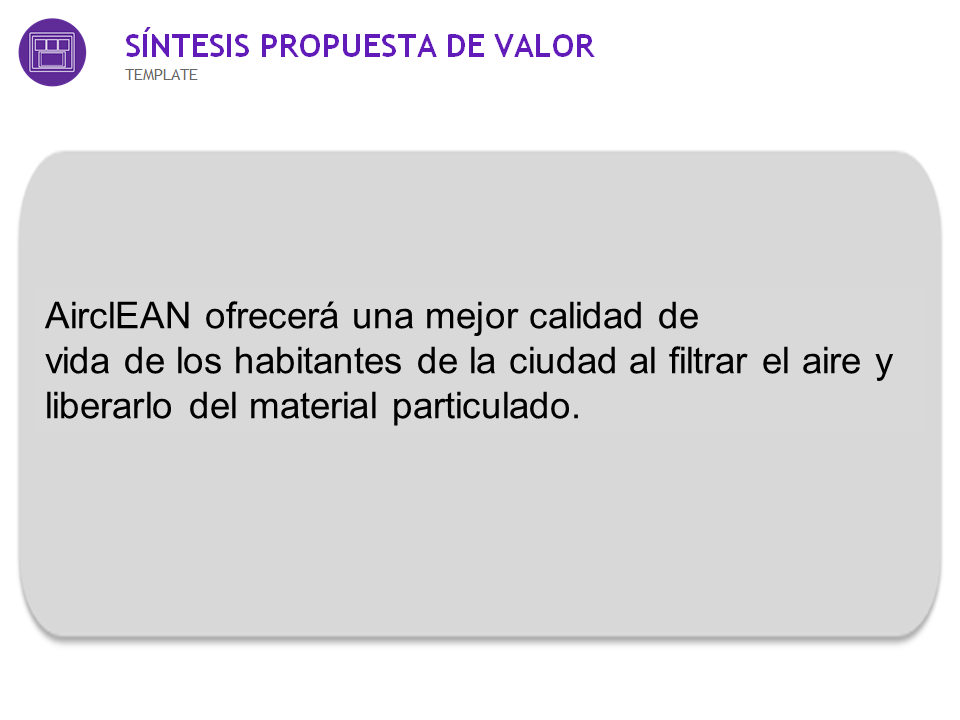 SÍNTESIS PROPUESTA DE VALOR
TEMPLATE
AirclEAN ofrecerá una mejor calidad de
vida de los habitantes de la ciudad al filtrar el aire y
liberarlo del material particulado.